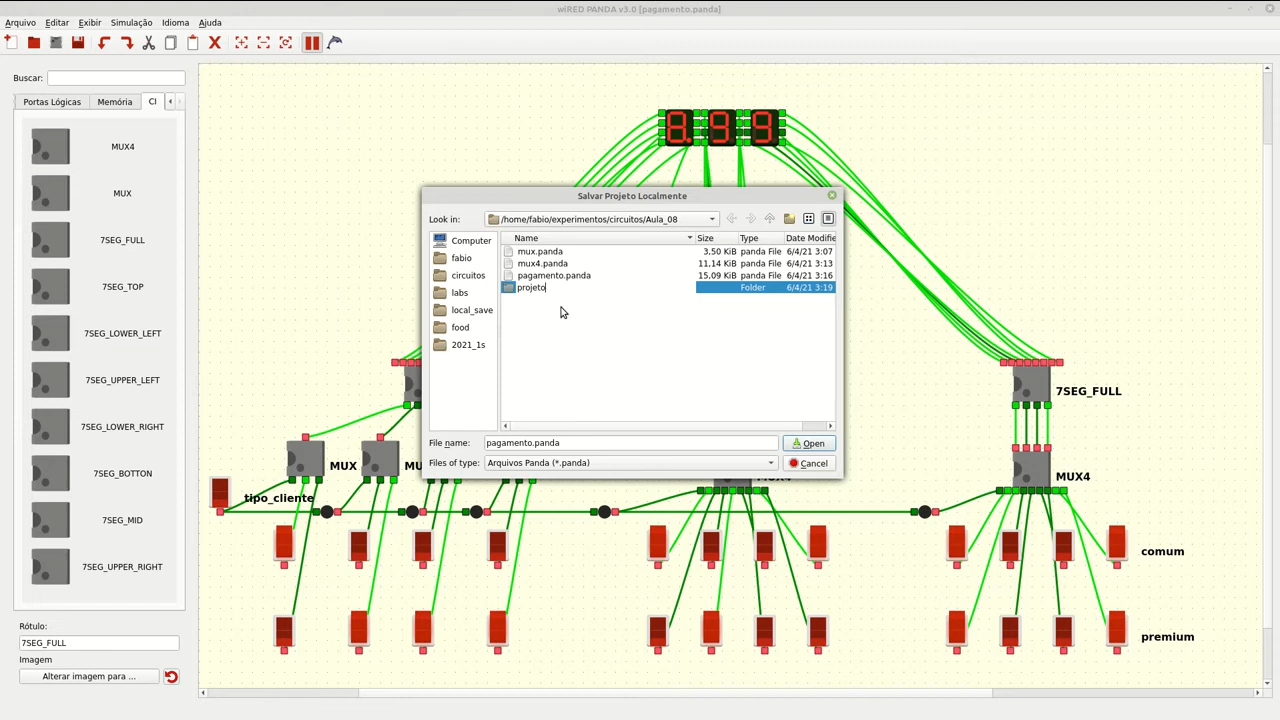 wiRED PANDA v3.0 [pagamento.panda]
Arquivo Editar Exibir Simulação Idioma Ajuda
Buscar:
Portas Lógicas Memória CI
MUX4
MUX
7SEG_FULL
7SEG_TOP
7SEG_LOWER_LEFT
7SEG_UPPER_LEFT
7SEG_LOWER_RIGHT
7SEG_BOTTON
7SEG_MID
7SEG_UPPER_RIGHT
Rótulo:
7SEG_FULL
Imagem
Alterar imagem para ...
8.99
Salvar Projeto Localmente
Look in: /home/fabio/experimentos/circuitos/Aula_08
Computer
fabio
circuitos
labs
local_save
food
2021_1s
Name Size Type Date Modifie
mux.panda 3,50 KiB panda File 6/4/21 3:07
mux4.panda 11,14 KiB panda File 6/4/21 3:13
pagamento.panda 15,09 KiB panda File 6/4/21 3:16
projeto Folder 6/4/21 3:19
File name: pagamento.panda Open
Files of type: Arquivos Panda (*.panda) Cancel
7SEG_FULL
MUX
MUX4
tipo_cliente
comum
premium